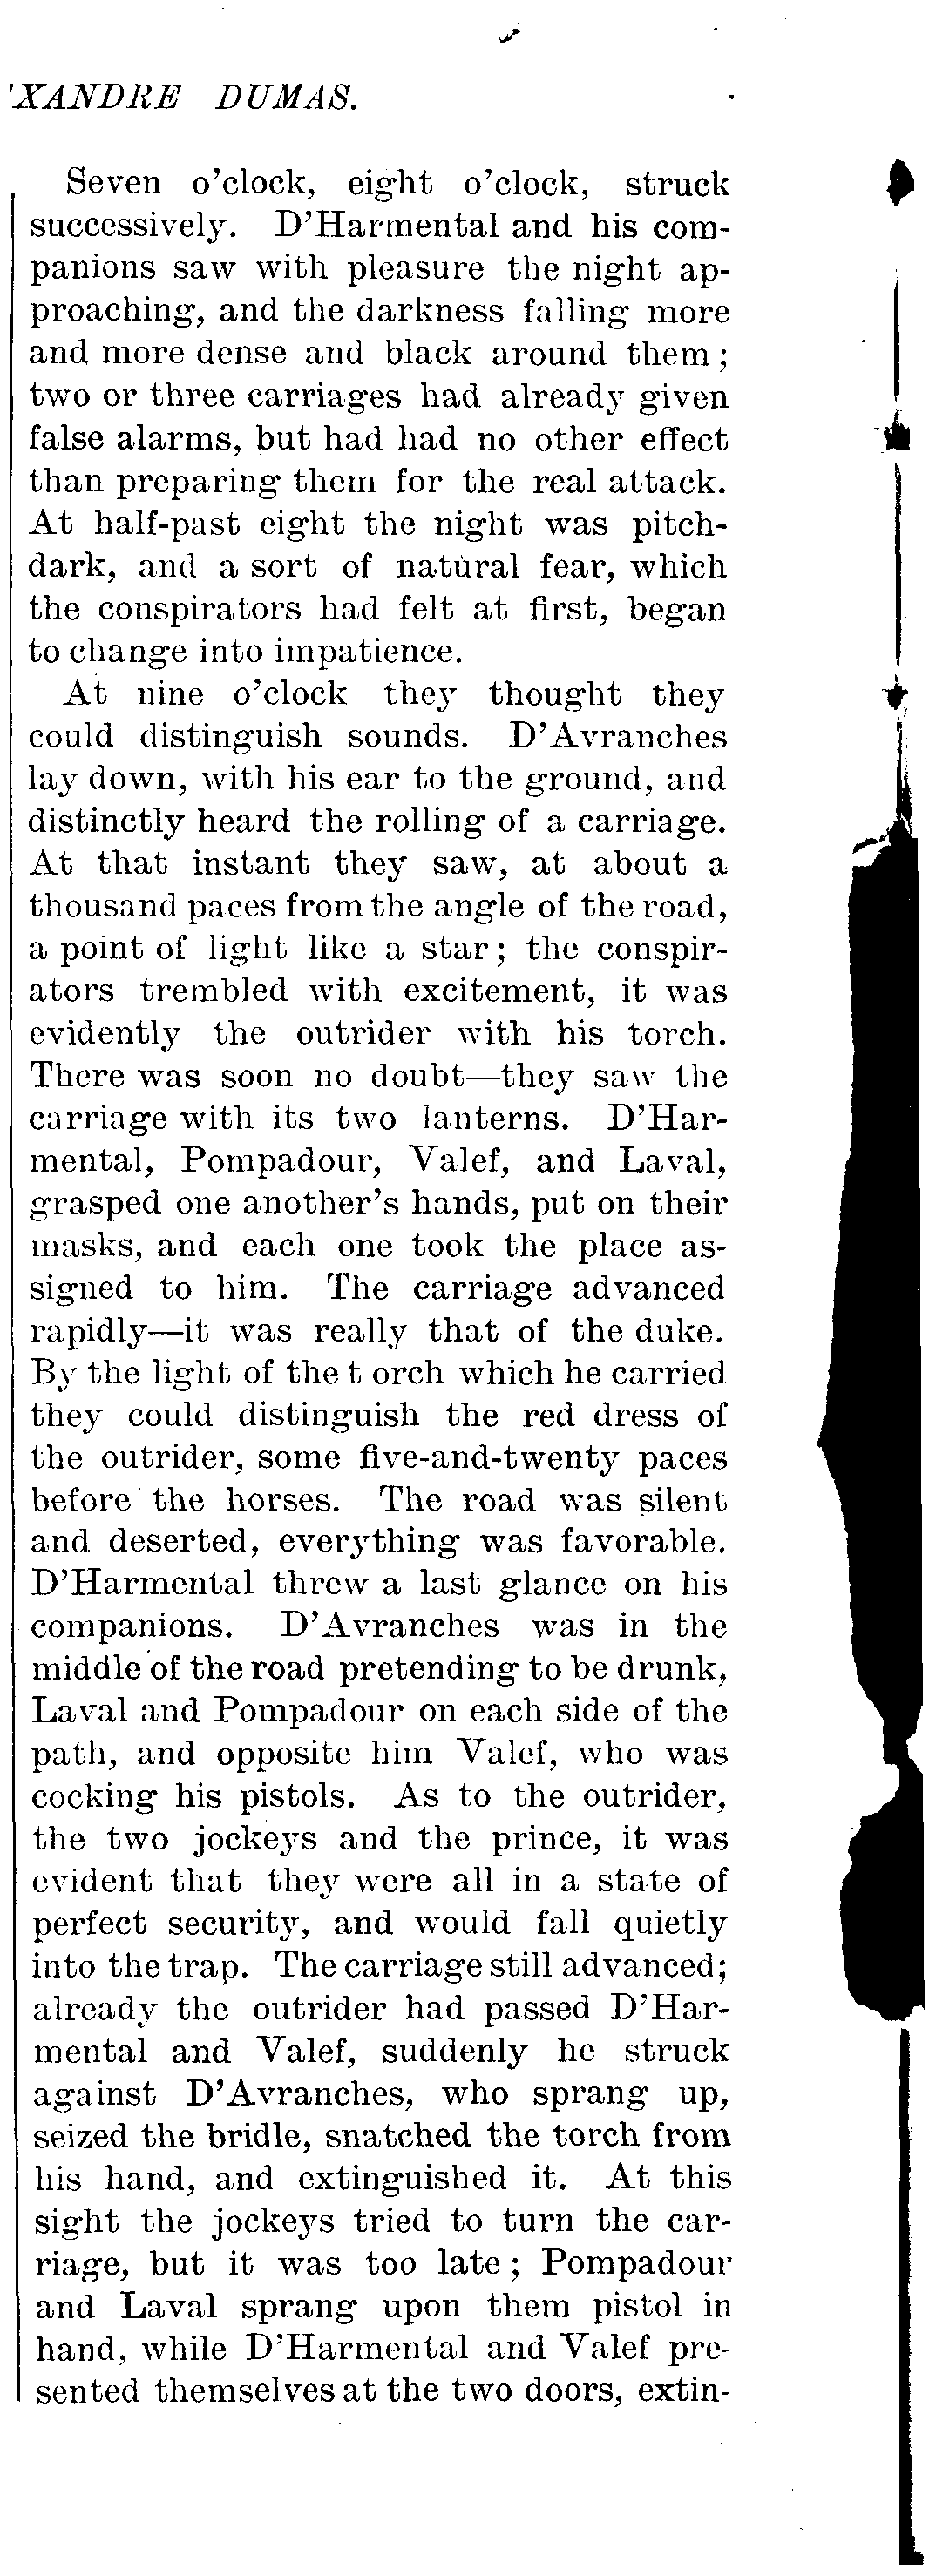 'XANDRE DUMAS.
Seven o'clock, eight o'clock, struck
successively. D'Harmental and his com-
panions saw with pleasure the night ap-
proaching, and the darkness falling more
and more dense and black around them;
two or three carriages had already given
false alarms, but had had no other effect
than preparing them for the real attack.
At half-past eight the night was pitch-
dark, and a sort of natural fear, which
the conspirators had felt at first, began
to change into impatience.
At nine o'clock they thought they
could distinguish sounds. D'Avranches
lay down, with his ear to the ground, and
distinctly heard the rolling of a carriage.
At that instant they saw, at about a
thousand paces from the angle of the road,
a point of light like a star; the conspir-
ators trembled with excitement, it was
evidently the outrider with his torch.
There was soon no doubt—they saw the
carriage with its two lanterns. D'Har-
mental, Pompadour, Valef, and Laval,
grasped one another's hands, put on their
masks, and each one took the place as-
signed to him. The carriage advanced
rapidly—it was really that of the duke.
By the light of the t orch which he carried
they could distinguish the red dress of
the outrider, some five-and-twenty paces
before the horses. The road was silent
and deserted, everything was favorable.
D'Harmental threw a last glance on his
companions. D'Avranches was in the
middle of the road pretending to be drunk,
Laval and Pompadour on each side of the
path, and opposite him Valef, who was
cocking his pistols. As to the outrider,
the two jockeys and the prince, it was
evident that they were all in a state of
perfect security, and would fall quietly
into the trap. The carriage still advanced;
already the outrider had passed D'Har-
mental and Valef, suddenly he struck
against D'Avranches, who sprang up,
seized the bridle, snatched the torch from
his hand, and extinguished it. At this
sight the jockeys tried to turn the car-
riage, but it was too late; Pompadour
and Laval sprang upon them pistol in
hand, while D'Harmental and Valef pre-
sented themselves at the two doors, extin-